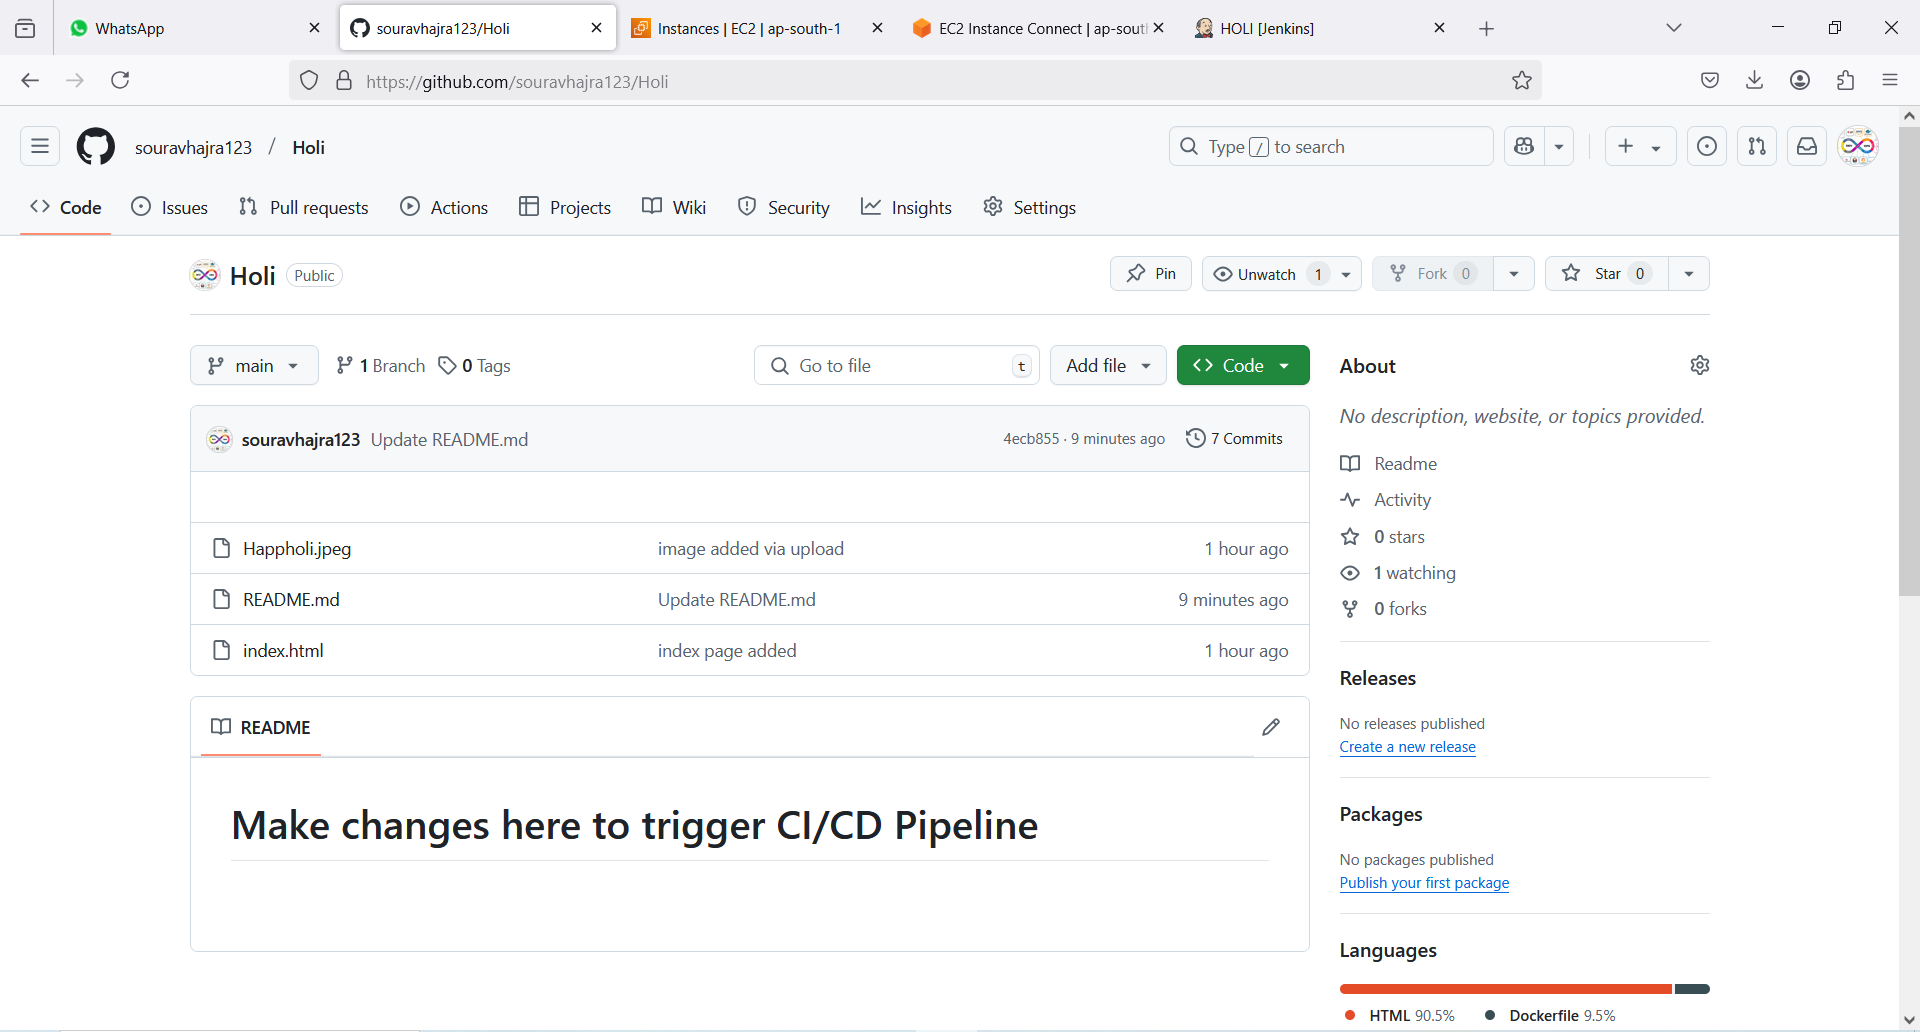 WhatsApp
souravhajra123/Holi
Instances | EC2 | ap-south-1
EC2 Instance Connect | ap-sout
HOLI [Jenkins]
https://github.com/souravhajra123/Holi
souravhajra123 / Holi
Type / to search
Code
Issues
Pull requests
Actions
Projects
Wiki
Security
Insights
Settings
Holi Public
Pin
Unwatch 1
Fork 0
Star 0
main
1 Branch
0 Tags
Go to file t
Add file
Code
souravhajra123 Update README.md
4ecb855 · 9 minutes ago
7 Commits
Happholi.jpeg image added via upload 1 hour ago
README.md Update README.md 9 minutes ago
index.html index page added 1 hour ago
README
Make changes here to trigger CI/CD Pipeline
About
No description, website, or topics provided.
Readme
Activity
0 stars
1 watching
0 forks
Releases
No releases published
Create a new release
Packages
No packages published
Publish your first package
Languages
HTML 90.5% Dockerfile 9.5%